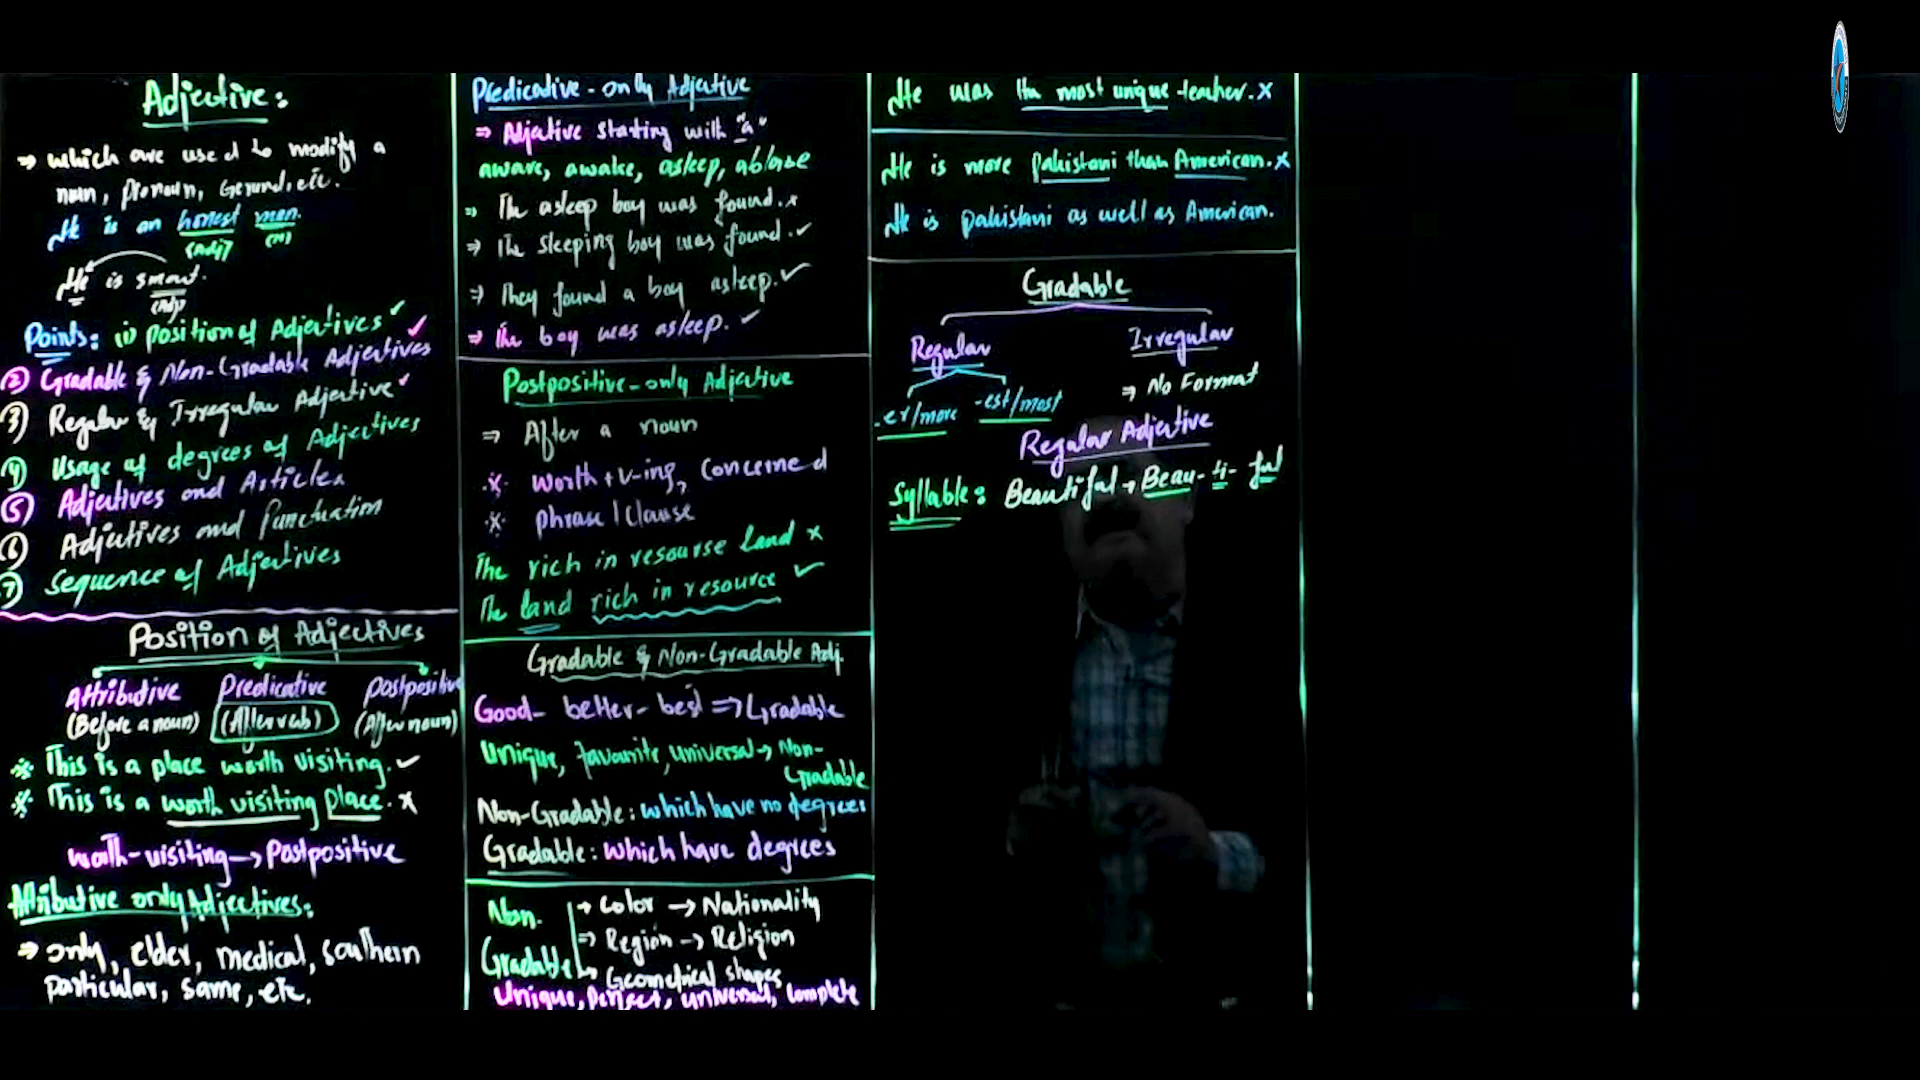 Adjective:
⇒ which are used to modify a
noun, pronoun, Gerund, etc.
He is an honest man.
(Adj) (N)
He is smart.
(Adj)
Points: (i) Position of Adjectives ✓
② Gradable & Non-Gradable Adjectives ✓
③ Regular & Irregular Adjective ✓
④ Usage of degrees of Adjectives
⑤ Adjectives and Articles
⑥ Adjectives and Punctuation
⑦ Sequence of Adjectives
Position of Adjectives
Attributive Predicative Postpositive
(Before a noun) (After verb) (After noun)
※ This is a place worth visiting. ✓
※ This is a worth visiting place. ×
worth-visiting → Postpositive
Attributive only Adjectives:
⇒ only, elder, medical, southern
particular, same, etc.
Predicative-only Adjective
⇒ Adjective starting with "a"
aware, awake, asleep, ablaze
⇒ The asleep boy was found. ×
⇒ The sleeping boy was found. ✓
⇒ They found a boy asleep. ✓
⇒ The boy was asleep. ✓
Postpositive-only Adjective
⇒ After a noun
※ worth + v-ing, concerned
※ phrase / clause
The rich in resourse land ×
The land rich in resource ✓
Gradable & Non-Gradable Adj.
Good - better - best ⇒ Gradable
Unique, favourite, universal → Non-
Gradable
Non-Gradable: which have no degrees
Gradable: which have degrees
Non.
Gradable
→ Color → Nationality
⇒ Region → Religion
↳ Geometrical shapes
Unique, perfect, universal, complete
He was the most unique teacher. ×
He is more pakistani than American. ×
He is pakistani as well as American.
Gradable
Regular Irregular
-er/more -est/most ⇒ No Format
Regular Adjective
Syllable: Beautiful → Beau-ti-ful